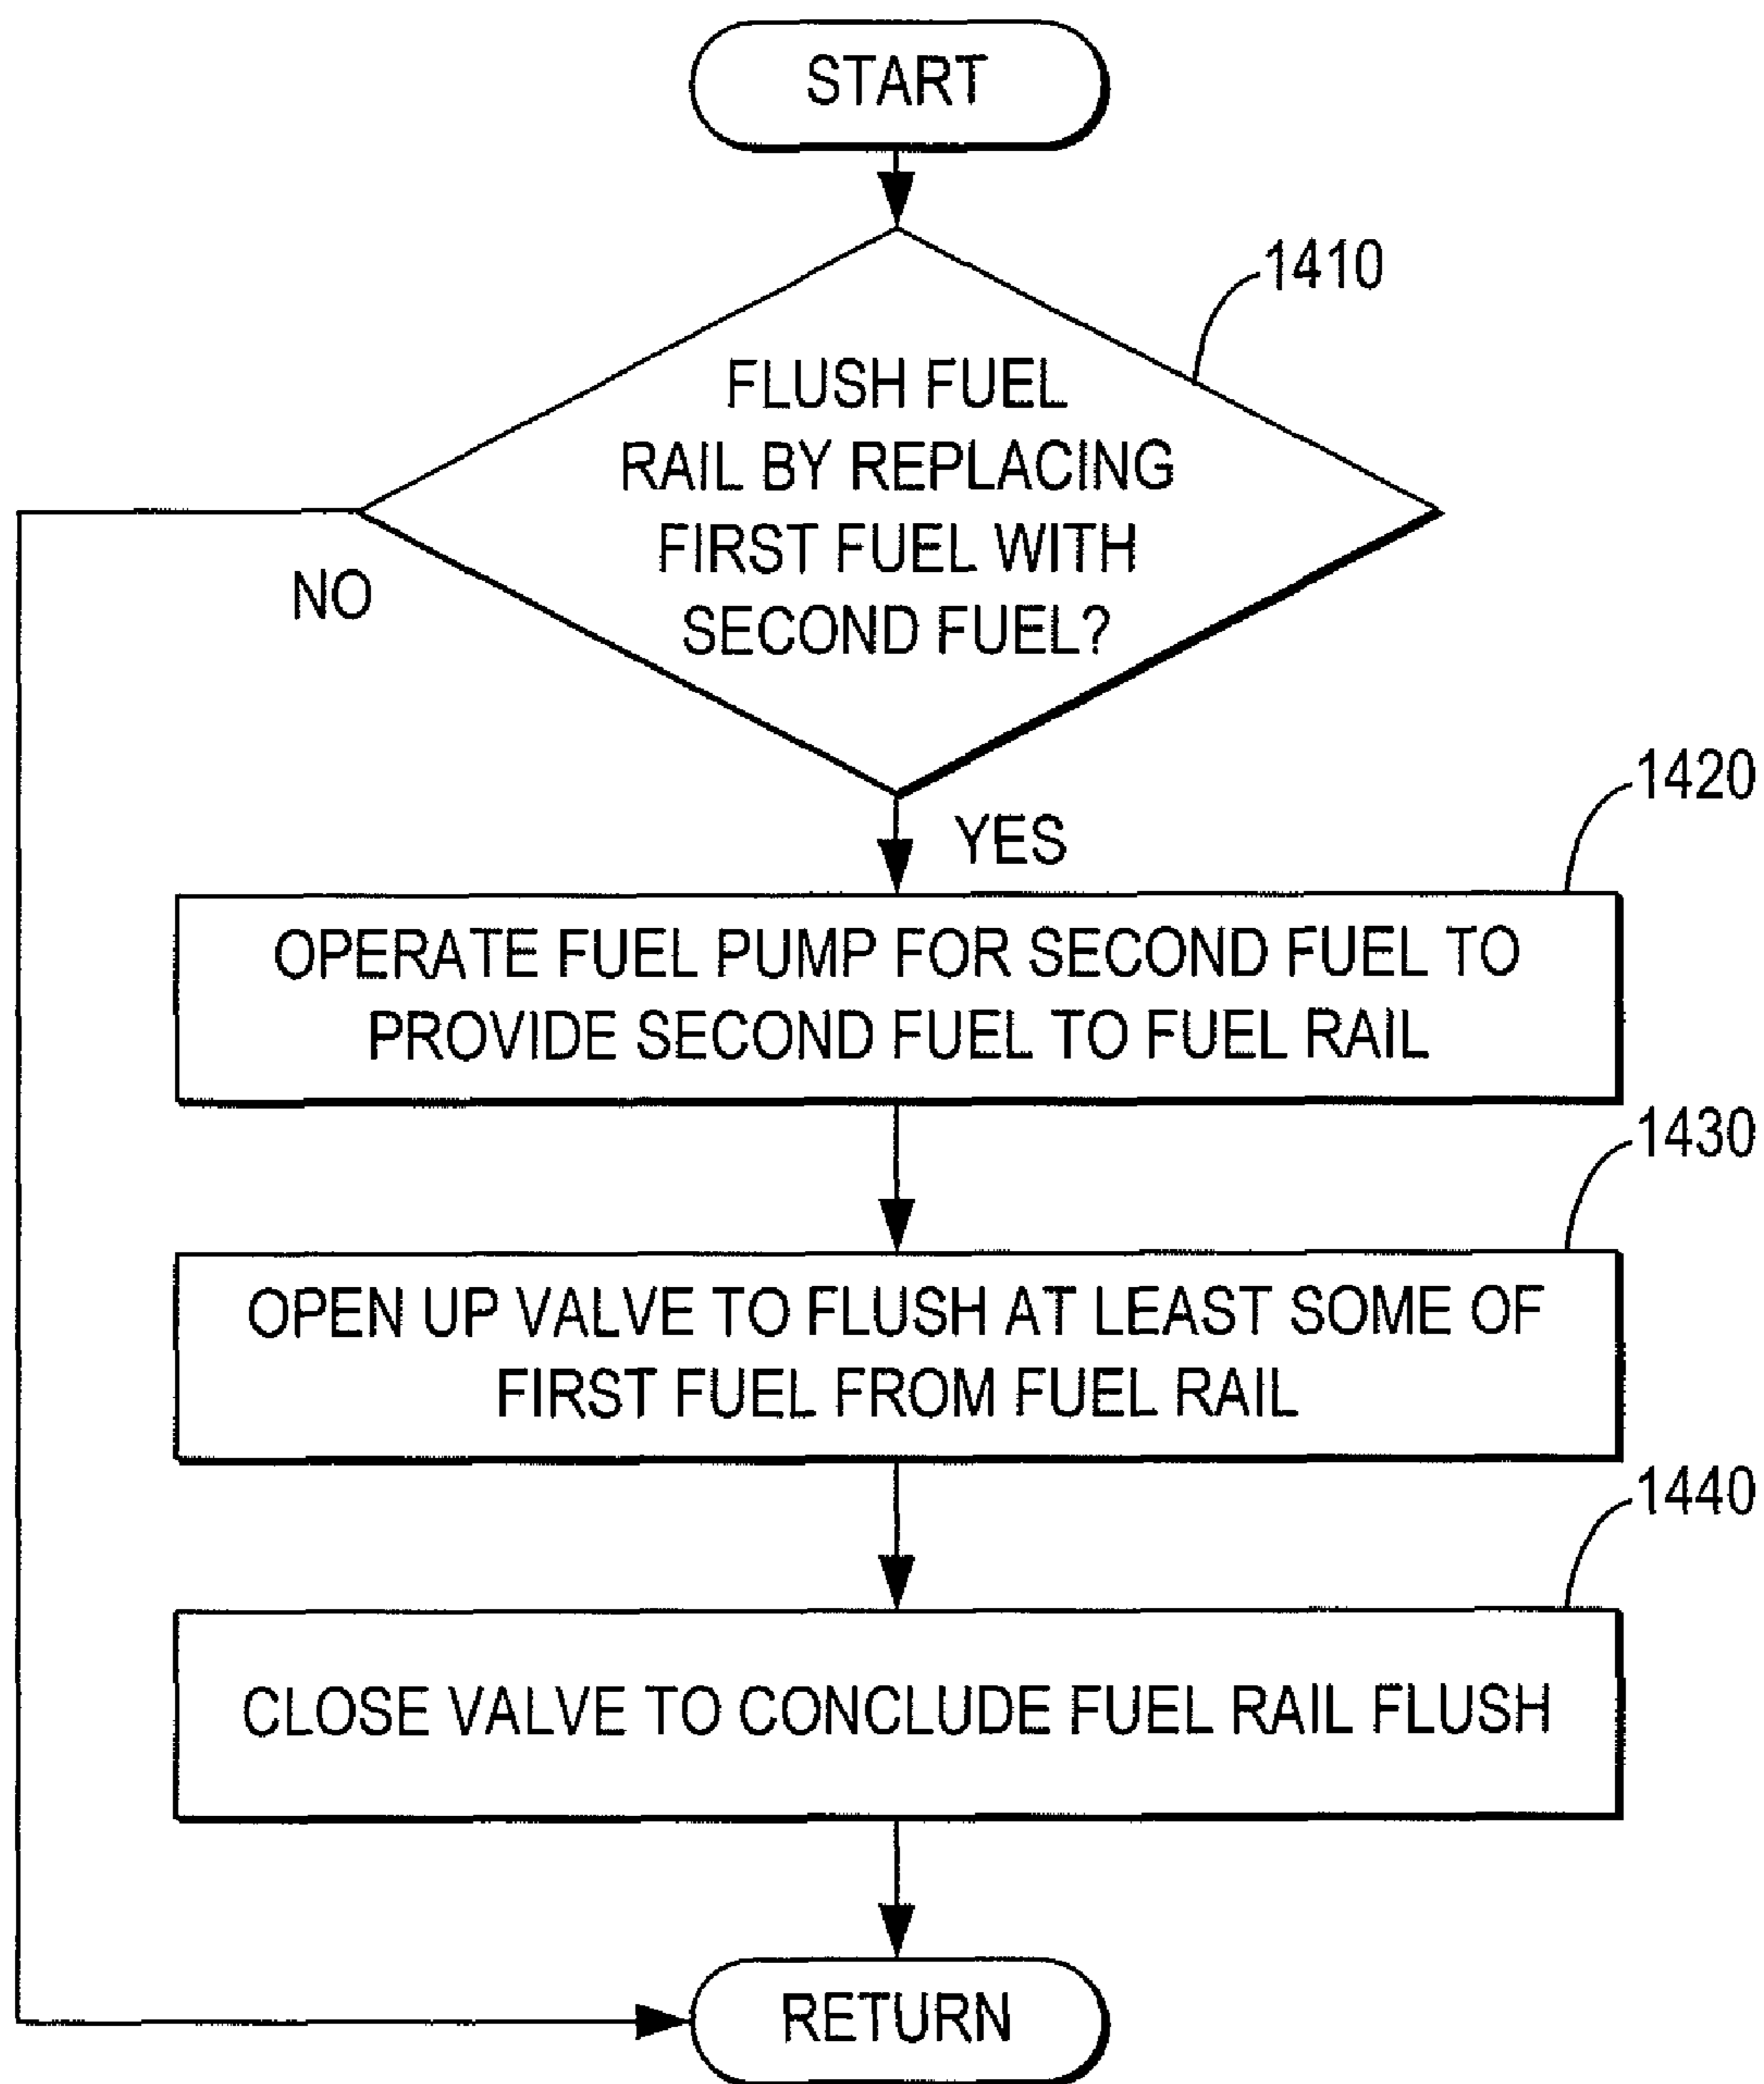 START
1410
FLUSH FUEL
RAIL BY REPLACING
FIRST FUEL WITH
SECOND FUEL?
NO
YES
1420
OPERATE FUEL PUMP FOR SECOND FUEL TO
PROVIDE SECOND FUEL TO FUEL RAIL
1430
OPEN UP VALVE TO FLUSH AT LEAST SOME OF
FIRST FUEL FROM FUEL RAIL
1440
CLOSE VALVE TO CONCLUDE FUEL RAIL FLUSH
RETURN